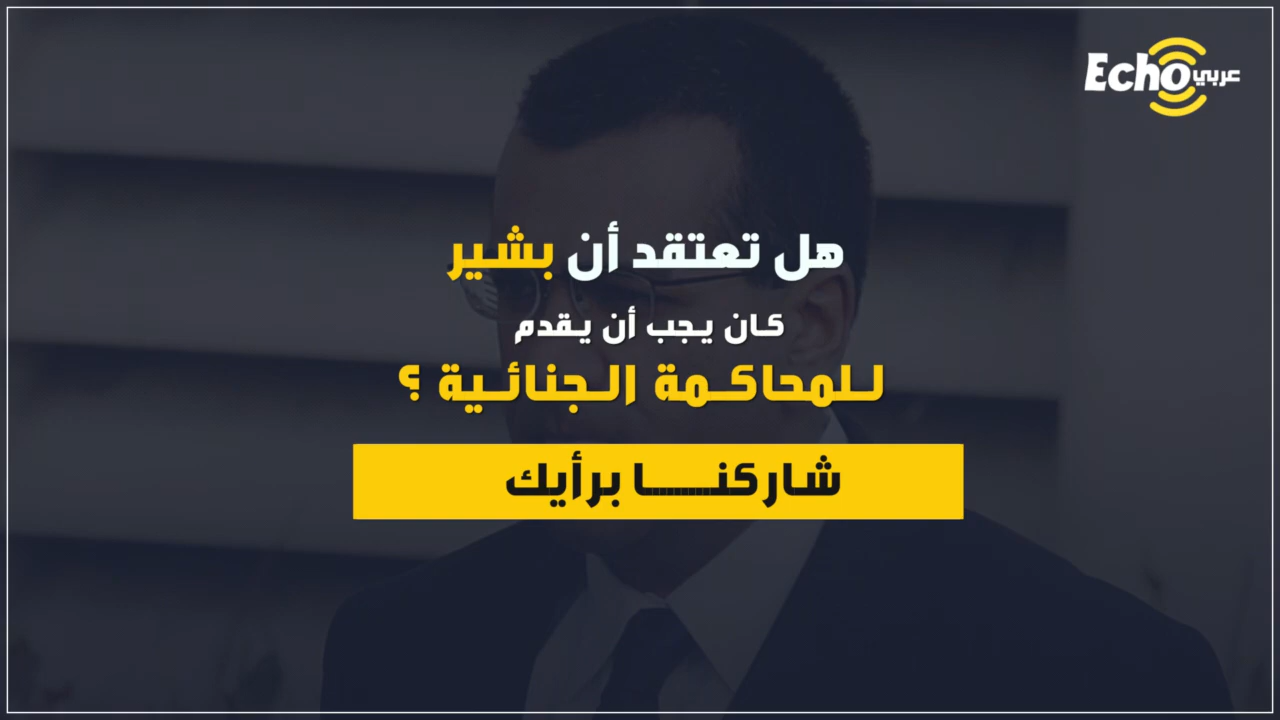 Echo عربي
هل تعتقد أن بشير
كان يجب أن يقدم
للمحاكمة الجنائية ؟
شاركنا برأيك